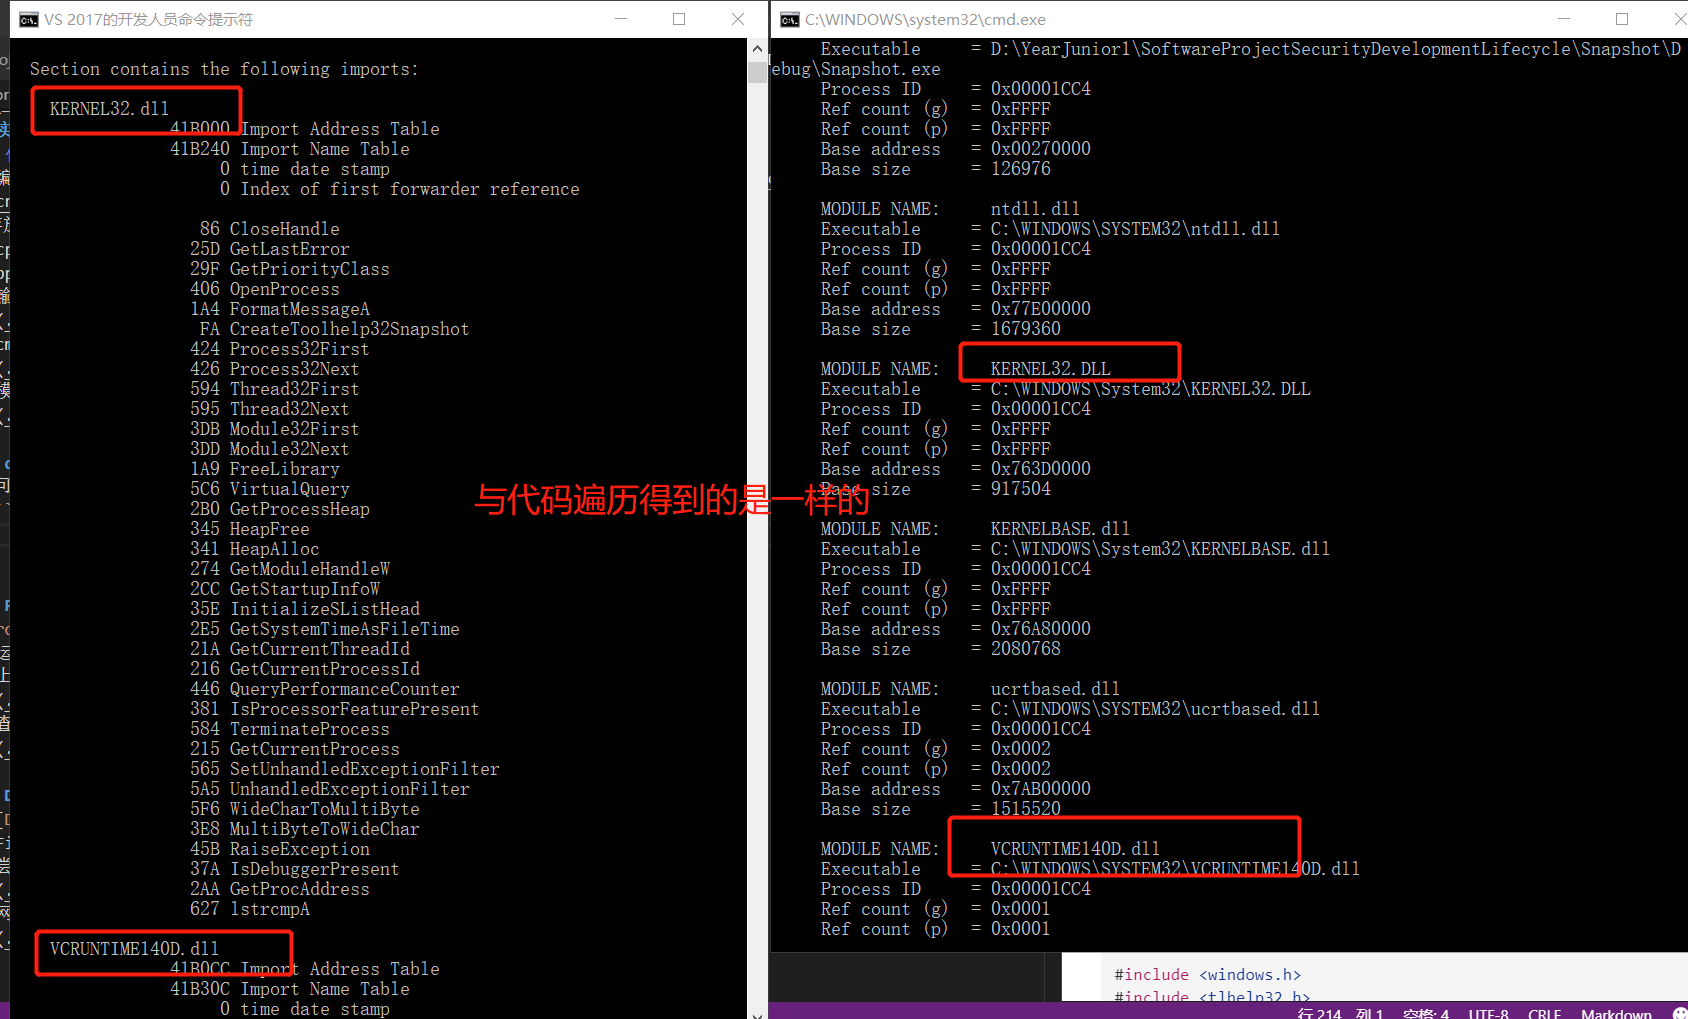 VS 2017的开发人员命令提示符
Section contains the following imports:
KERNEL32.dll
41B000 Import Address Table
41B240 Import Name Table
0 time date stamp
0 Index of first forwarder reference
86 CloseHandle
25D GetLastError
29F GetPriorityClass
406 OpenProcess
1A4 FormatMessageA
FA CreateToolhelp32Snapshot
424 Process32First
426 Process32Next
594 Thread32First
595 Thread32Next
3DB Module32First
3DD Module32Next
1A9 FreeLibrary
5C6 VirtualQuery
2B0 GetProcessHeap
345 HeapFree
341 HeapAlloc
274 GetModuleHandleW
2CC GetStartupInfoW
35E InitializeSListHead
2E5 GetSystemTimeAsFileTime
21A GetCurrentThreadId
216 GetCurrentProcessId
446 QueryPerformanceCounter
381 IsProcessorFeaturePresent
584 TerminateProcess
215 GetCurrentProcess
565 SetUnhandledExceptionFilter
5A5 UnhandledExceptionFilter
5F6 WideCharToMultiByte
3E8 MultiByteToWideChar
45B RaiseException
37A IsDebuggerPresent
2AA GetProcAddress
627 lstrcmpA
VCRUNTIME140D.dll
41B0CC Import Address Table
41B30C Import Name Table
0 time date stamp
与代码遍历得到的是一样的
C:\WINDOWS\system32\cmd.exe
Executable = D:\YearJunior1\SoftwareProjectSecurityDevelopmentLifecycle\Snapshot\D
ebug\Snapshot.exe
Process ID = 0x00001CC4
Ref count (g) = 0xFFFF
Ref count (p) = 0xFFFF
Base address = 0x00270000
Base size = 126976
MODULE NAME: ntdll.dll
Executable = C:\WINDOWS\SYSTEM32\ntdll.dll
Process ID = 0x00001CC4
Ref count (g) = 0xFFFF
Ref count (p) = 0xFFFF
Base address = 0x77E00000
Base size = 1679360
MODULE NAME: KERNEL32.DLL
Executable = C:\WINDOWS\System32\KERNEL32.DLL
Process ID = 0x00001CC4
Ref count (g) = 0xFFFF
Ref count (p) = 0xFFFF
Base address = 0x763D0000
Base size = 917504
MODULE NAME: KERNELBASE.dll
Executable = C:\WINDOWS\System32\KERNELBASE.dll
Process ID = 0x00001CC4
Ref count (g) = 0xFFFF
Ref count (p) = 0xFFFF
Base address = 0x76A80000
Base size = 2080768
MODULE NAME: ucrtbased.dll
Executable = C:\WINDOWS\SYSTEM32\ucrtbased.dll
Process ID = 0x00001CC4
Ref count (g) = 0x0002
Ref count (p) = 0x0002
Base address = 0x7AB00000
Base size = 1515520
MODULE NAME: VCRUNTIME140D.dll
Executable = C:\WINDOWS\SYSTEM32\VCRUNTIME140D.dll
Process ID = 0x00001CC4
Ref count (g) = 0x0001
Ref count (p) = 0x0001
#include <windows.h>
#include <tlhelp32.h>
行 214, 列 1 空格: 4 UTF-8 CRLF Markdown